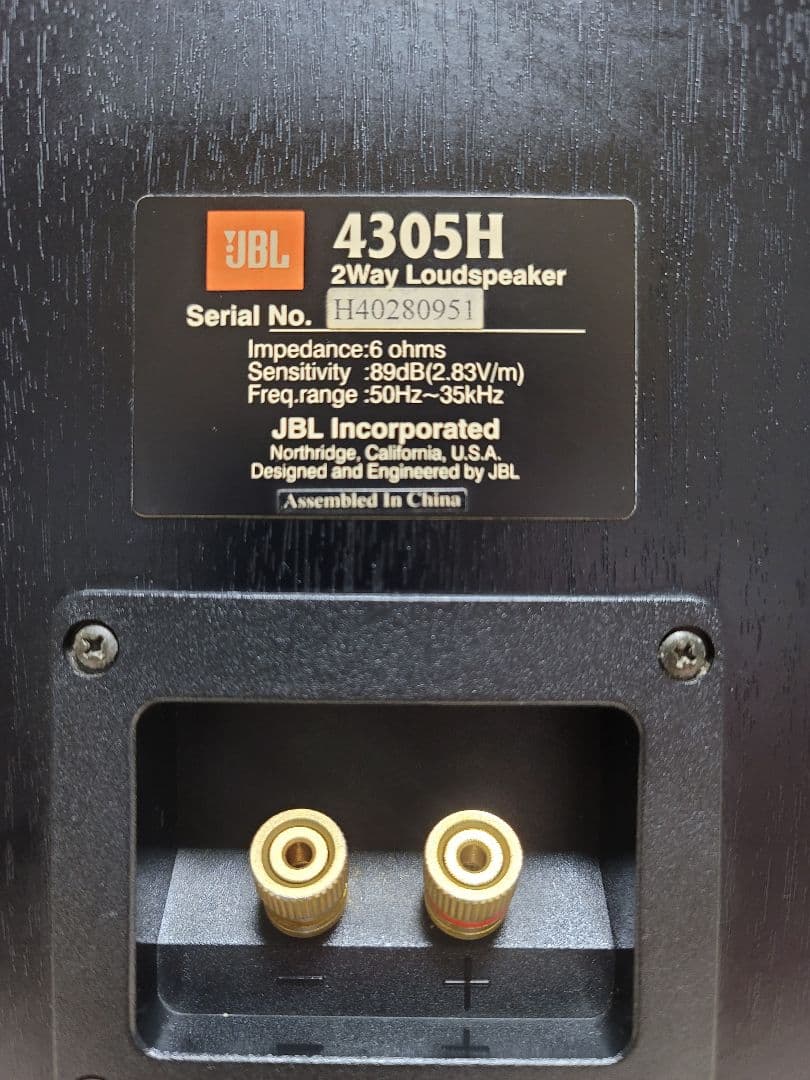 JBL
4305H
2Way Loudspeaker
Serial No. H40280951
Impedance:6 ohms
Sensitivity :89dB(2.83V/m)
Freq.range :50Hz~35kHz
JBL Incorporated
Northridge, California, U.S.A.
Designed and Engineered by JBL
Assembled In China
− +